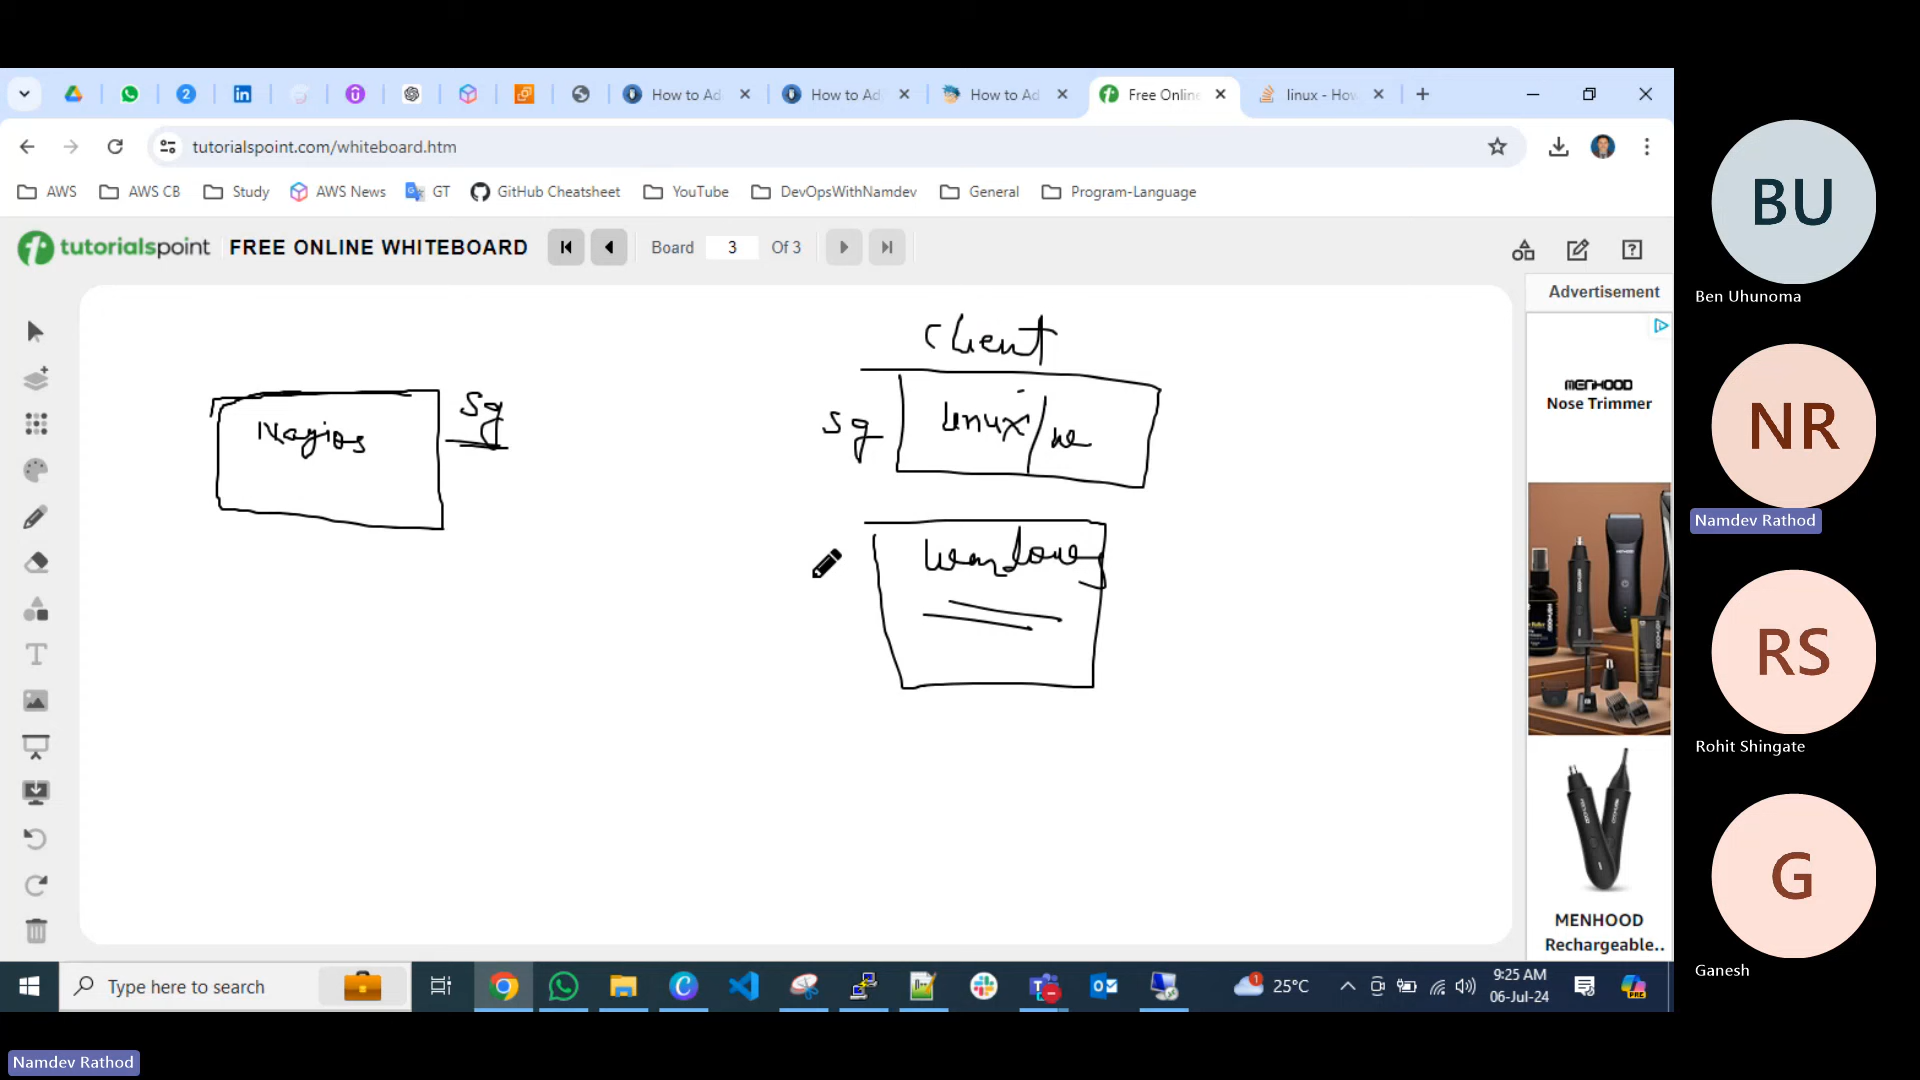 How to Ad
How to Ad
How to Ad
Free Online
linux - How
tutorialspoint.com/whiteboard.htm
AWS
AWS CB
Study
AWS News
GT
GitHub Cheatsheet
YouTube
DevOpsWithNamdev
General
Program-Language
tutorialspoint
FREE ONLINE WHITEBOARD
Board 3 Of 3
Advertisement
Client
Nagios
Sg
Sg
linux
Windows
MENHOOD
Nose Trimmer
MENHOOD
Rechargeable..
BU
Ben Uhunoma
NR
Namdev Rathod
RS
Rohit Shingate
G
Ganesh
Type here to search
25°C
9:25 AM
06-Jul-24
Namdev Rathod